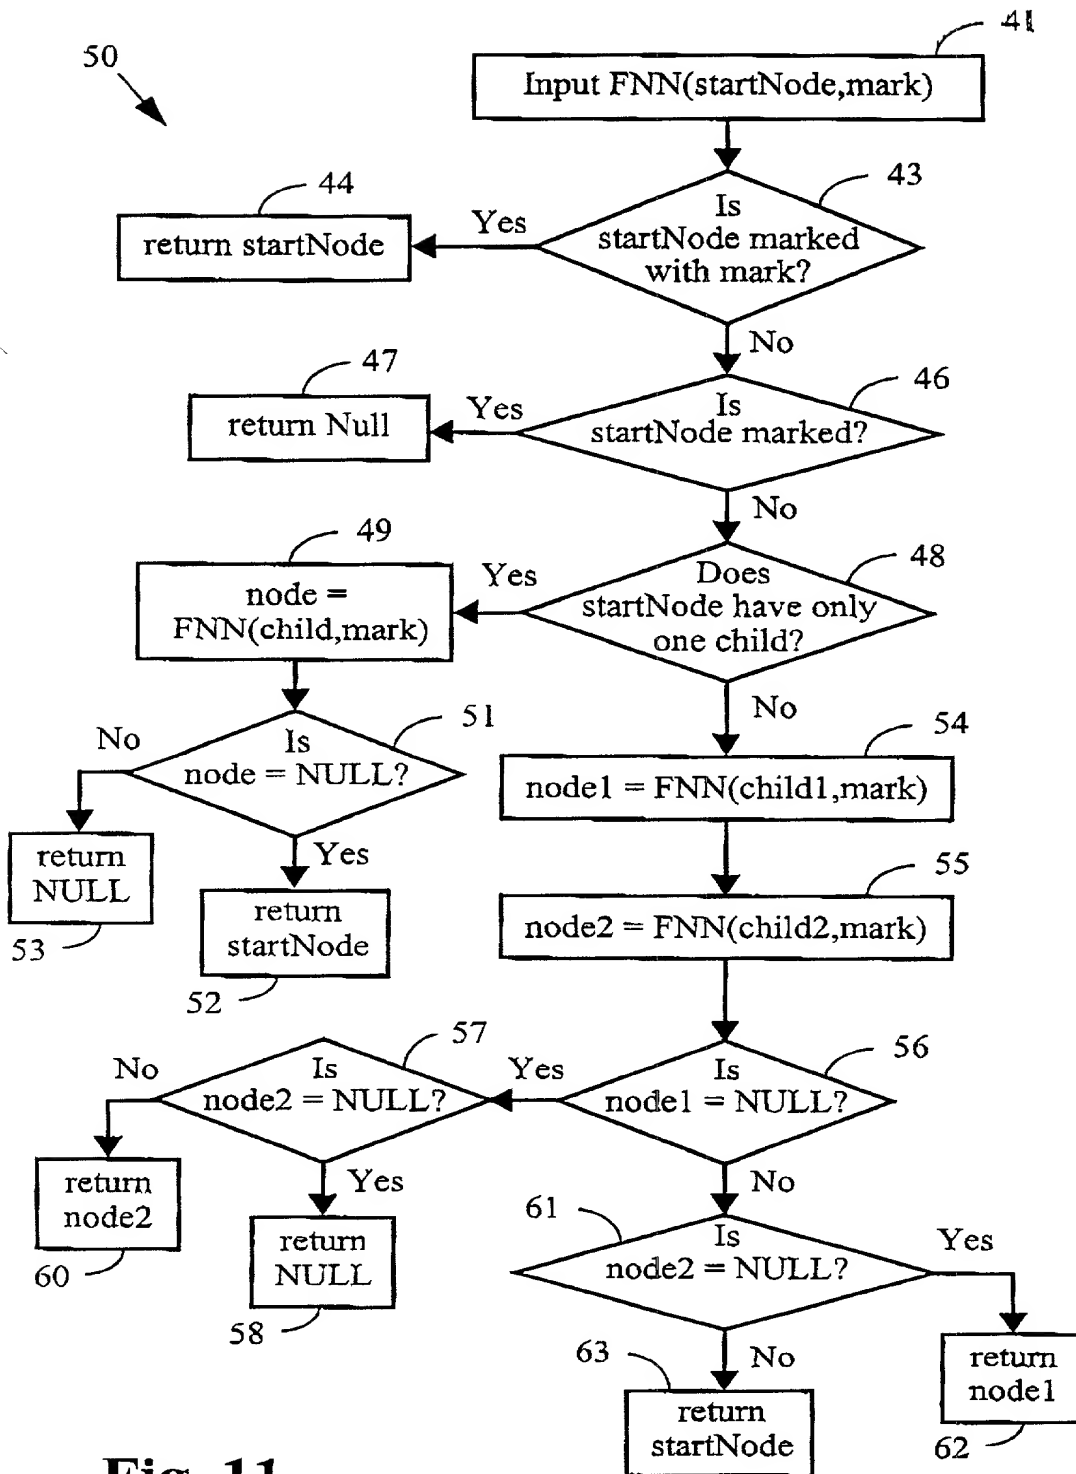 41
50
Input FNN(startNode,mark)
43
44
Is
startNode marked
with mark?
Yes
return startNode
No
47
46
Is
startNode marked?
Yes
return Null
No
49
48
Does
startNode have only
one child?
Yes
node =
FNN(child,mark)
No
51
54
Is
node = NULL?
No
node1 = FNN(child1,mark)
Yes
return
NULL
55
return
startNode
node2 = FNN(child2,mark)
53
52
57
56
Is
node1 = NULL?
Yes
Is
node2 = NULL?
No
Yes
No
return
node2
61
Is
node2 = NULL?
Yes
return
NULL
60
58
63
No
return
node1
return
startNode
62
Fig. 11